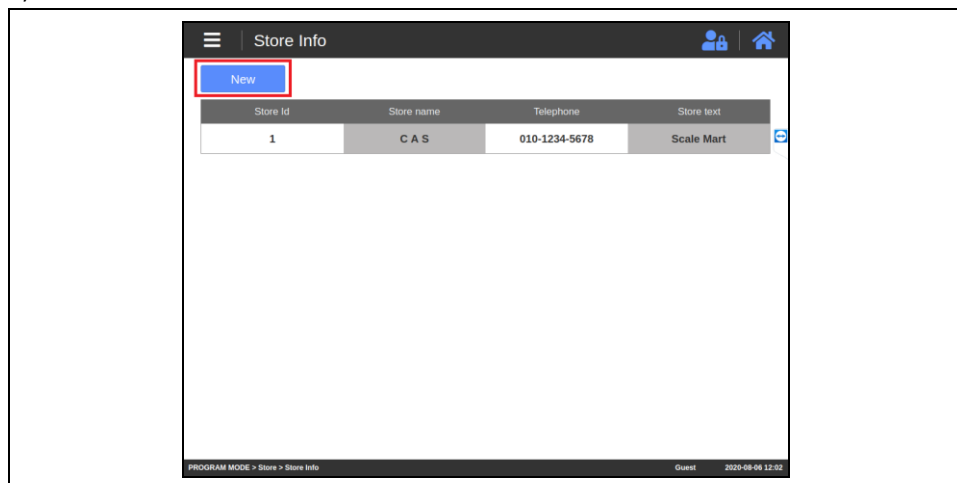 Store Info
New
Store Id Store name Telephone Store text
1 C A S 010-1234-5678 Scale Mart
PROGRAM MODE > Store > Store Info Guest 2020-08-06 12:02